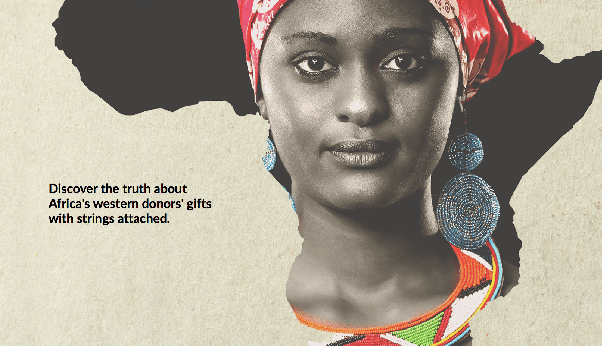 Discover the truth about
Africa's western donors' gifts
with strings attached.